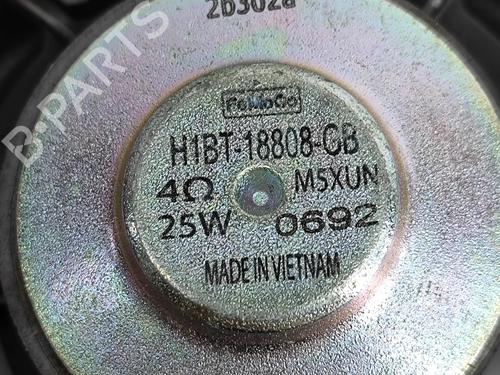 2b302a
FoMoCo
H1BT-18808-CB
4Ω M5XUN
25W 0692
MADE IN VIETNAM
B-PARTS